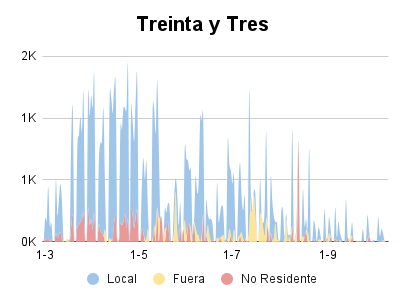 Treinta y Tres
2K
1K
1K
0K
1-3 1-5 1-7 1-9
Local Fuera No Residente